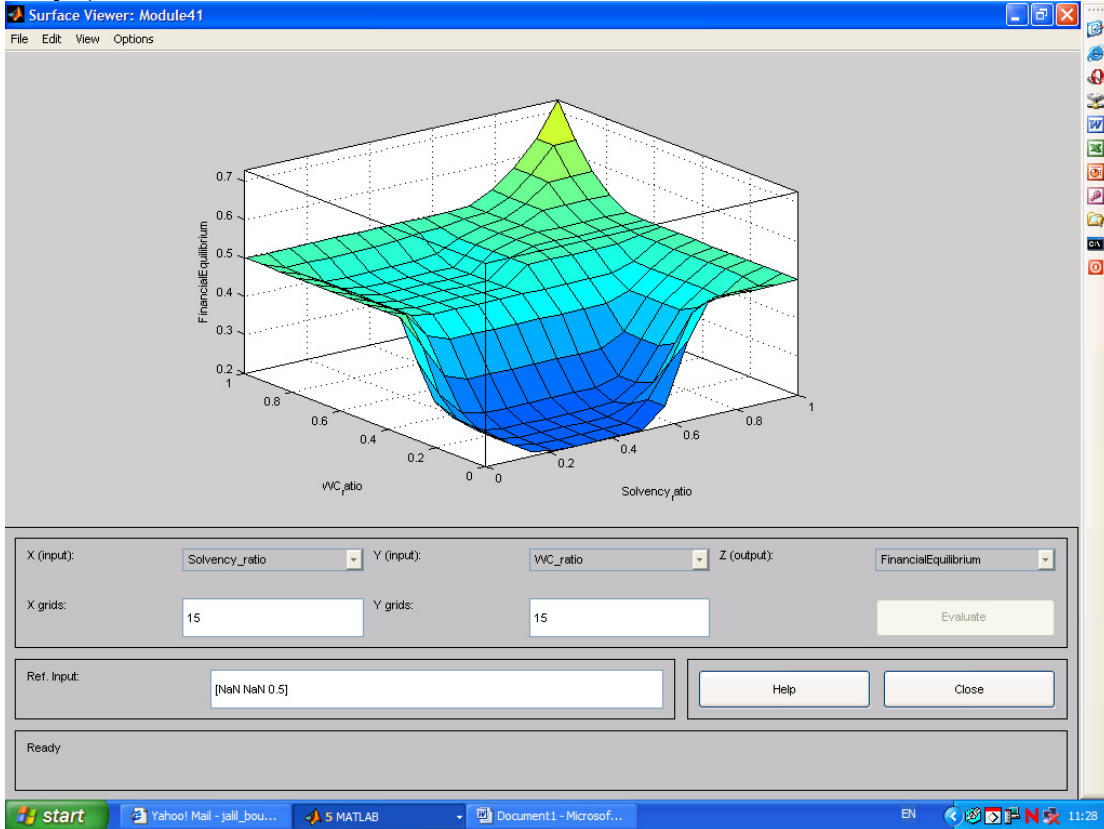 Surface Viewer: Module41
File Edit View Options
0.7
0.6
0.5
0.4
0.3
0.2
FinancialEquilibrium
1
0.8
0.6
0.4
0.2
0
WC_ratio
0
0.2
0.4
0.6
0.8
1
Solvency_ratio
X (input): Solvency_ratio Y (input): WC_ratio Z (output): FinancialEquilibrium
X grids: 15 Y grids: 15 Evaluate
Ref. Input: [NaN NaN 0.5] Help Close
Ready
start Yahoo! Mail - jalil_bou... 5 MATLAB Document1 - Microsof... EN 11:28